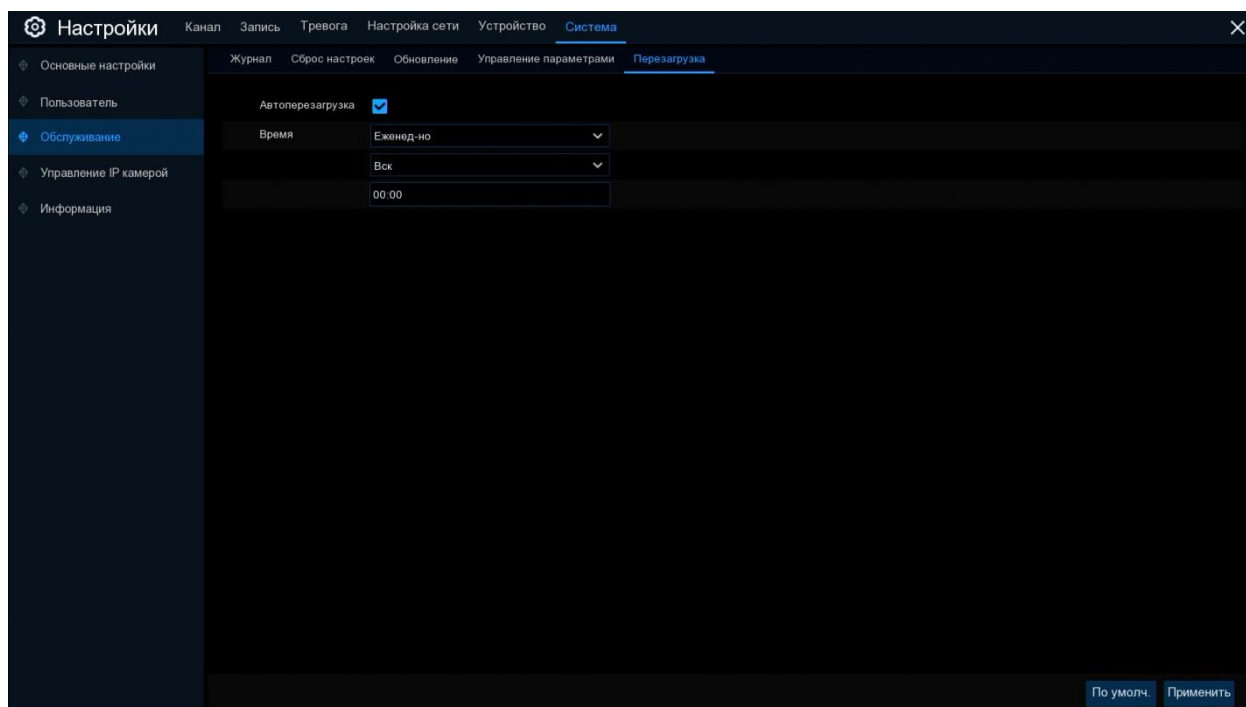 Настройки Канал Запись Тревога Настройка сети Устройство Система
Журнал Сброс настроек Обновление Управление параметрами Перезагрузка
Основные настройки
Пользователь
Обслуживание
Управление IP камерой
Информация
Автоперезагрузка
Время Еженед-но
Вск
00:00
По умолч. Применить